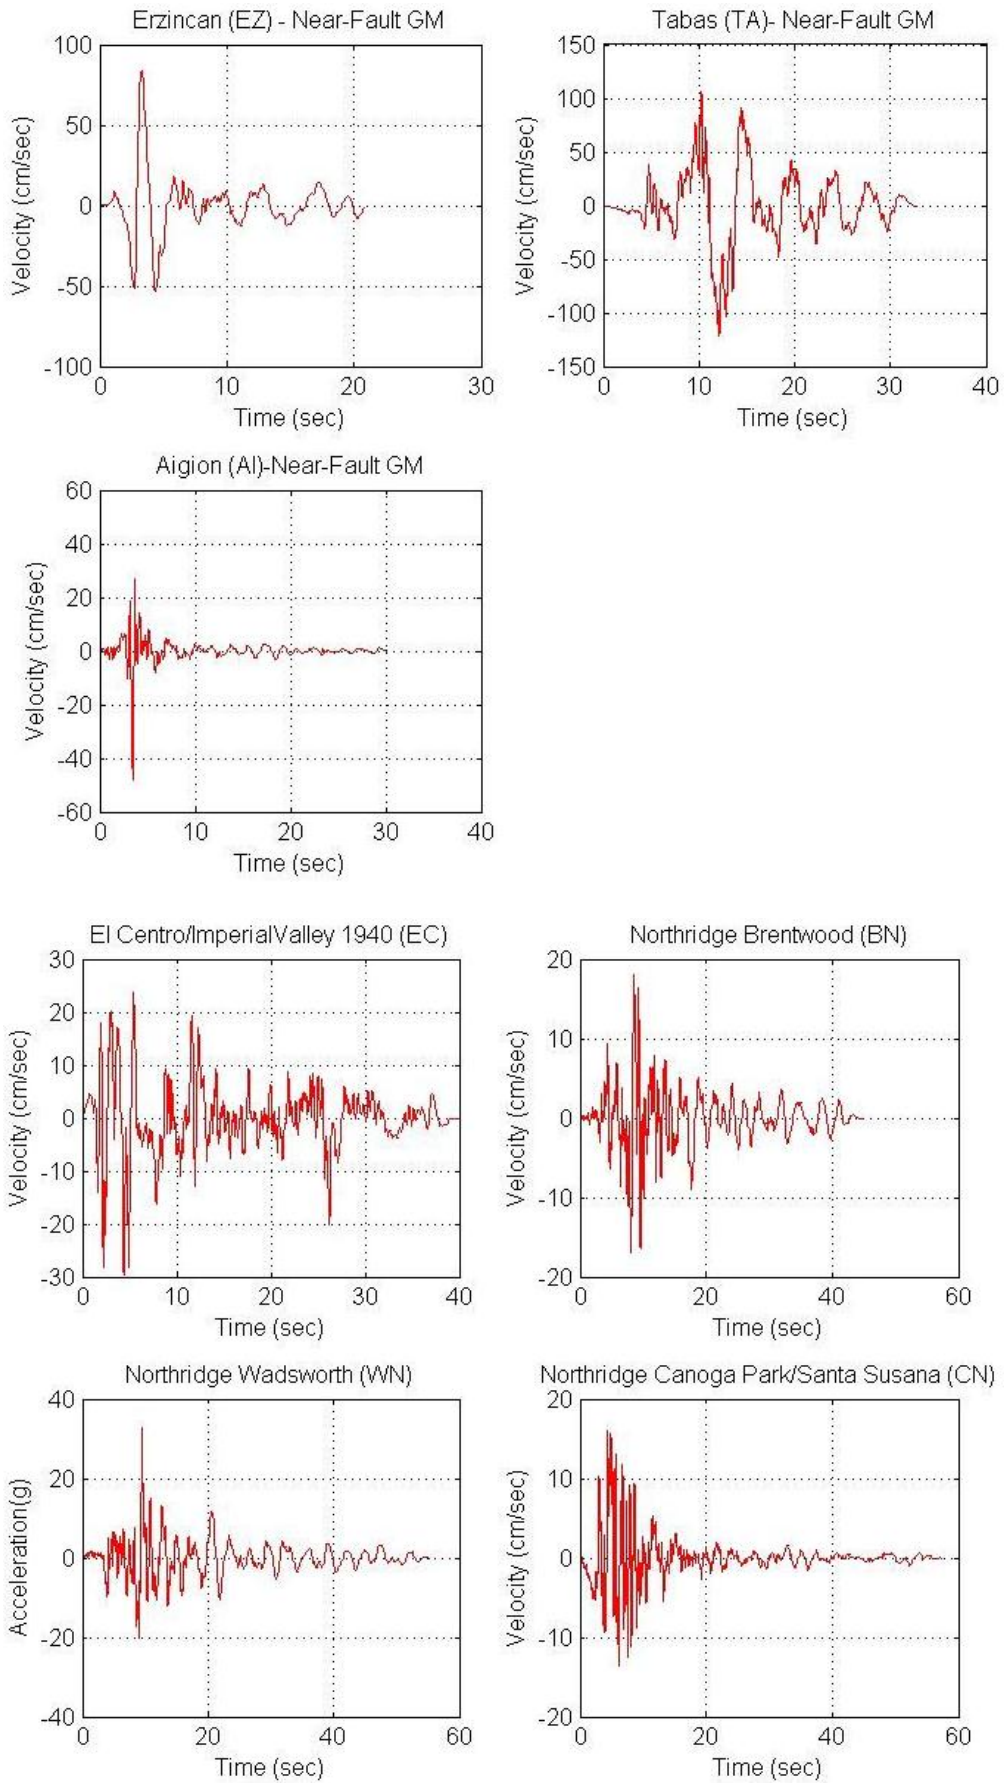 Erzincan (EZ) - Near-Fault GM
Velocity (cm/sec)
100
50
0
-50
-100
0 10 20 30
Time (sec)
Tabas (TA)- Near-Fault GM
Velocity (cm/sec)
150
100
50
0
-50
-100
-150
0 10 20 30 40
Time (sec)
Aigion (AI)-Near-Fault GM
Velocity (cm/sec)
60
40
20
0
-20
-40
-60
0 10 20 30 40
Time (sec)
El Centro/ImperialValley 1940 (EC)
Velocity (cm/sec)
30
20
10
0
-10
-20
-30
0 10 20 30 40
Time (sec)
Northridge Brentwood (BN)
Velocity (cm/sec)
20
10
0
-10
-20
0 20 40 60
Time (sec)
Northridge Wadsworth (WN)
Acceleration(g)
40
20
0
-20
-40
0 20 40 60
Time (sec)
Northridge Canoga Park/Santa Susana (CN)
Velocity (cm/sec)
20
10
0
-10
-20
0 20 40 60
Time (sec)